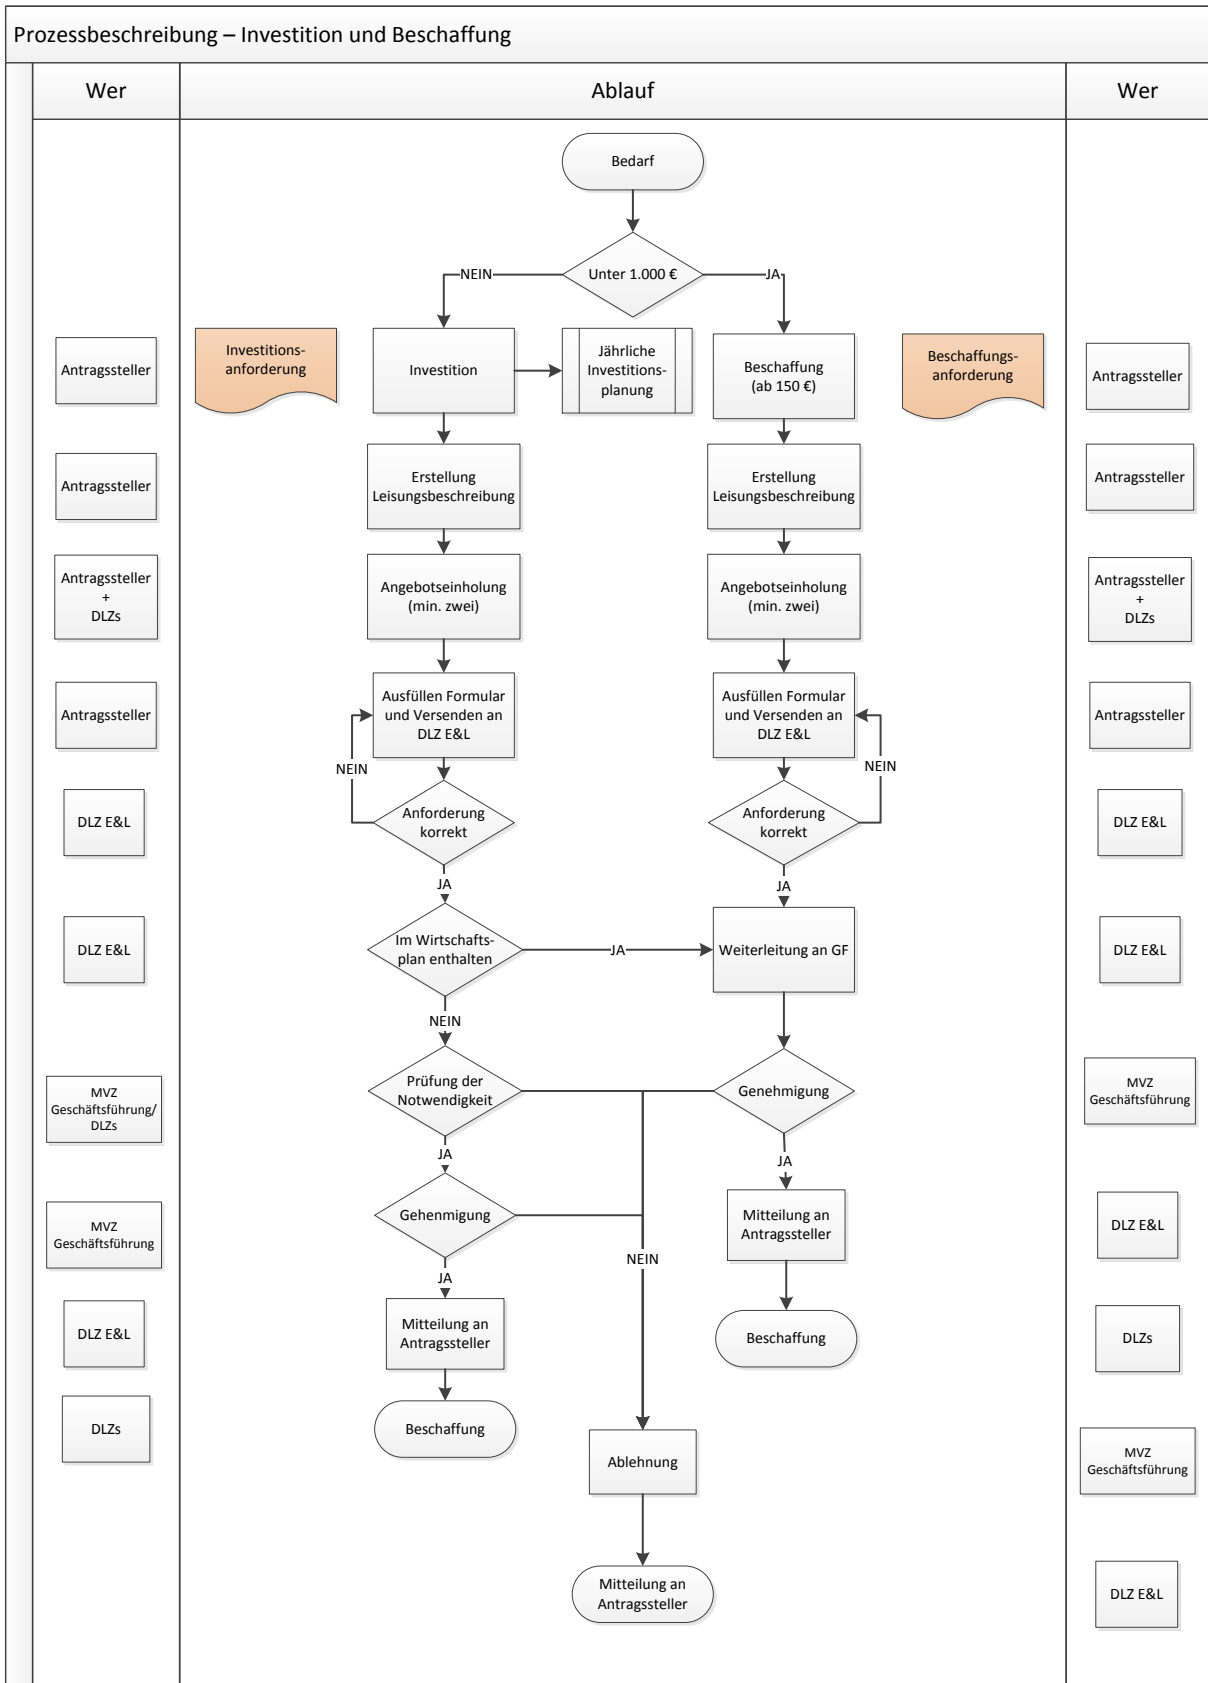 Prozessbeschreibung – Investition und Beschaffung
Wer
Ablauf
Wer
Bedarf
Unter 1.000 €
NEIN
JA
Antragssteller
Investitions-
anforderung
Investition
Jährliche
Investitions-
planung
Beschaffung
(ab 150 €)
Beschaffungs-
anforderung
Antragssteller
Antragssteller
Erstellung
Leisungsbeschreibung
Erstellung
Leisungsbeschreibung
Antragssteller
Antragssteller
+
DLZs
Angebotseinholung
(min. zwei)
Angebotseinholung
(min. zwei)
Antragssteller
+
DLZs
Antragssteller
Ausfüllen Formular
und Versenden an
DLZ E&L
Ausfüllen Formular
und Versenden an
DLZ E&L
Antragssteller
NEIN
NEIN
DLZ E&L
Anforderung
korrekt
Anforderung
korrekt
DLZ E&L
JA
JA
DLZ E&L
Im Wirtschafts-
plan enthalten
JA
Weiterleitung an GF
DLZ E&L
NEIN
MVZ
Geschäftsführung/
DLZs
Prüfung der
Notwendigkeit
Genehmigung
MVZ
Geschäftsführung
JA
JA
MVZ
Geschäftsführung
Gehenmigung
Mitteilung an
Antragssteller
DLZ E&L
NEIN
JA
DLZ E&L
Mitteilung an
Antragssteller
Beschaffung
DLZs
DLZs
Beschaffung
Ablehnung
MVZ
Geschäftsführung
Mitteilung an
Antragssteller
DLZ E&L